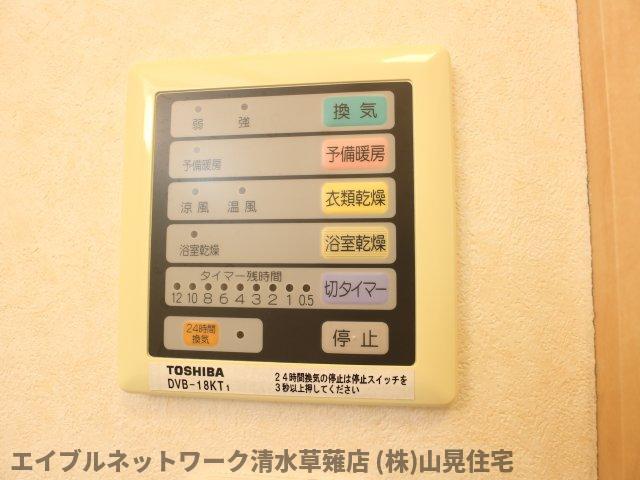 弱 強 換気
予備暖房 予備暖房
涼風 温風 衣類乾燥
浴室乾燥 浴室乾燥
タイマー残時間
12 10 8 6 4 3 2 1 0.5 切タイマー
24時間
換気
停止
TOSHIBA
DVB-18KT1
24時間換気の停止は停止スイッチを
3秒以上押してください
エイブルネットワーク清水草薙店 (株)山晃住宅